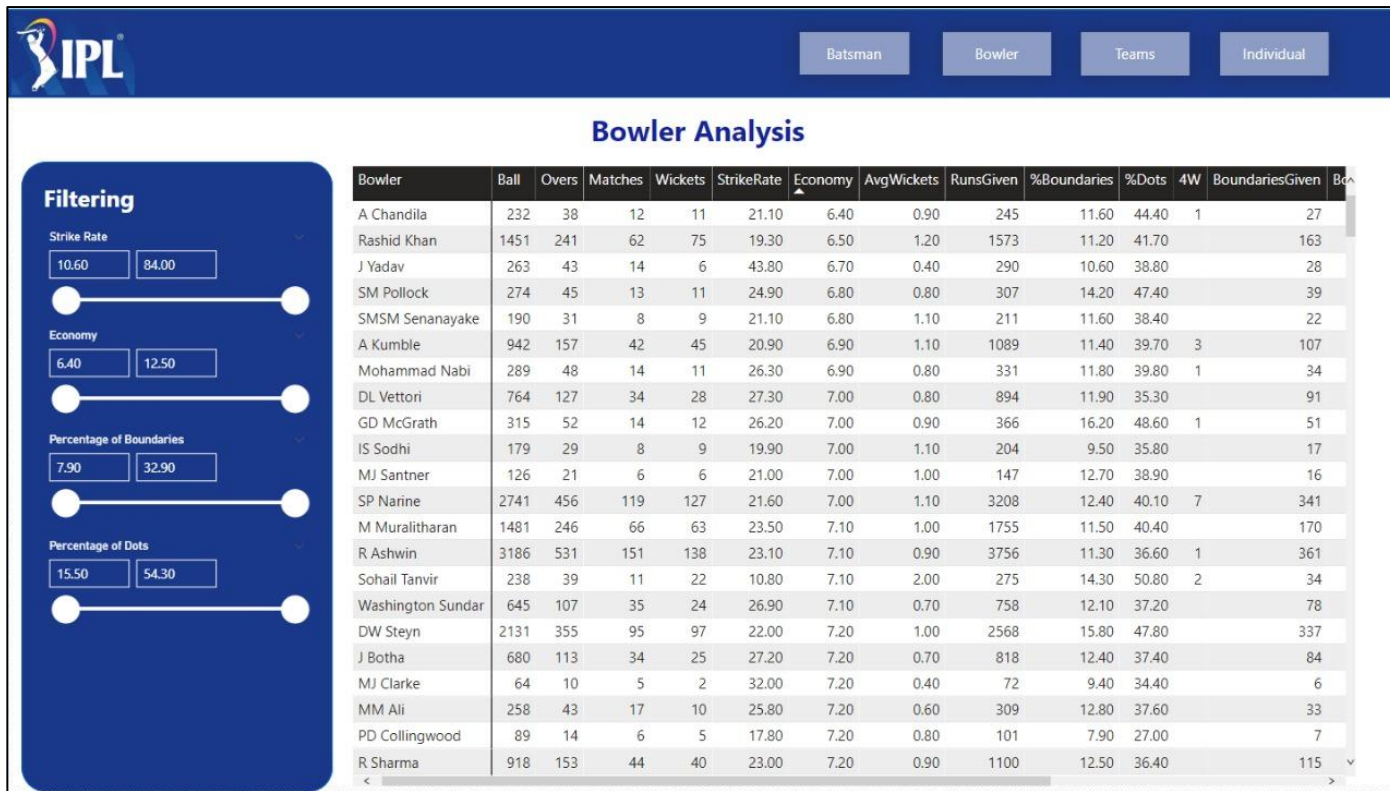 IPL
Batsman Bowler Teams Individual
Bowler Analysis
Filtering
Strike Rate
10.60 84.00
Economy
6.40 12.50
Percentage of Boundaries
7.90 32.90
Percentage of Dots
15.50 54.30
Bowler Ball Overs Matches Wickets StrikeRate Economy AvgWickets RunsGiven %Boundaries %Dots 4W BoundariesGiven
A Chandila 232 38 12 11 21.10 6.40 0.90 245 11.60 44.40 1 27
Rashid Khan 1451 241 62 75 19.30 6.50 1.20 1573 11.20 41.70 163
J Yadav 263 43 14 6 43.80 6.70 0.40 290 10.60 38.80 28
SM Pollock 274 45 13 11 24.90 6.80 0.80 307 14.20 47.40 39
SMSM Senanayake 190 31 8 9 21.10 6.80 1.10 211 11.60 38.40 22
A Kumble 942 157 42 45 20.90 6.90 1.10 1089 11.40 39.70 3 107
Mohammad Nabi 289 48 14 11 26.30 6.90 0.80 331 11.80 39.80 1 34
DL Vettori 764 127 34 28 27.30 7.00 0.80 894 11.90 35.30 91
GD McGrath 315 52 14 12 26.20 7.00 0.90 366 16.20 48.60 1 51
IS Sodhi 179 29 8 9 19.90 7.00 1.10 204 9.50 35.80 17
MJ Santner 126 21 6 6 21.00 7.00 1.00 147 12.70 38.90 16
SP Narine 2741 456 119 127 21.60 7.00 1.10 3208 12.40 40.10 7 341
M Muralitharan 1481 246 66 63 23.50 7.10 1.00 1755 11.50 40.40 170
R Ashwin 3186 531 151 138 23.10 7.10 0.90 3756 11.30 36.60 1 361
Sohail Tanvir 238 39 11 22 10.80 7.10 2.00 275 14.30 50.80 2 34
Washington Sundar 645 107 35 24 26.90 7.10 0.70 758 12.10 37.20 78
DW Steyn 2131 355 95 97 22.00 7.20 1.00 2568 15.80 47.80 337
J Botha 680 113 34 25 27.20 7.20 0.70 818 12.40 37.40 84
MJ Clarke 64 10 5 2 32.00 7.20 0.40 72 9.40 34.40 6
MM Ali 258 43 17 10 25.80 7.20 0.60 309 12.80 37.60 33
PD Collingwood 89 14 6 5 17.80 7.20 0.80 101 7.90 27.00 7
R Sharma 918 153 44 40 23.00 7.20 0.90 1100 12.50 36.40 115